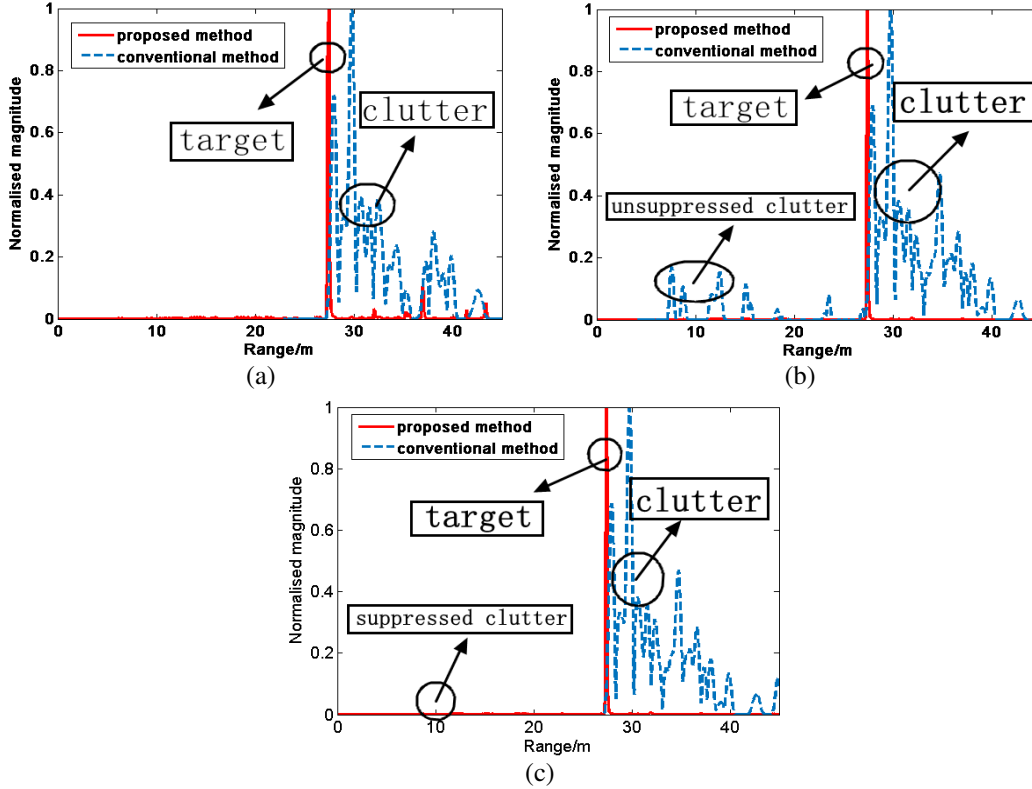 proposed method
conventional method
target
clutter
Normalised magnitude
1
0.8
0.6
0.4
0.2
0
0 10 20 30 40
Range/m
(a)
proposed method
conventional method
target
clutter
unsuppressed clutter
Normalised magnitude
1
0.8
0.6
0.4
0.2
0
0 10 20 30 40
Range/m
(b)
proposed method
conventional method
target
clutter
suppressed clutter
Normalised magnitude
1
0.8
0.6
0.4
0.2
0
0 10 20 30 40
Range/m
(c)